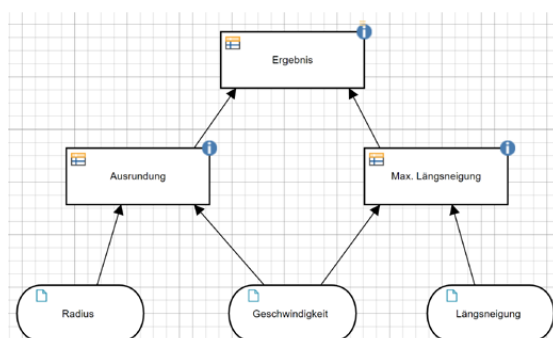 Ergebnis
Ausrundung
Max. Längsneigung
Radius
Geschwindigkeit
Längsneigung